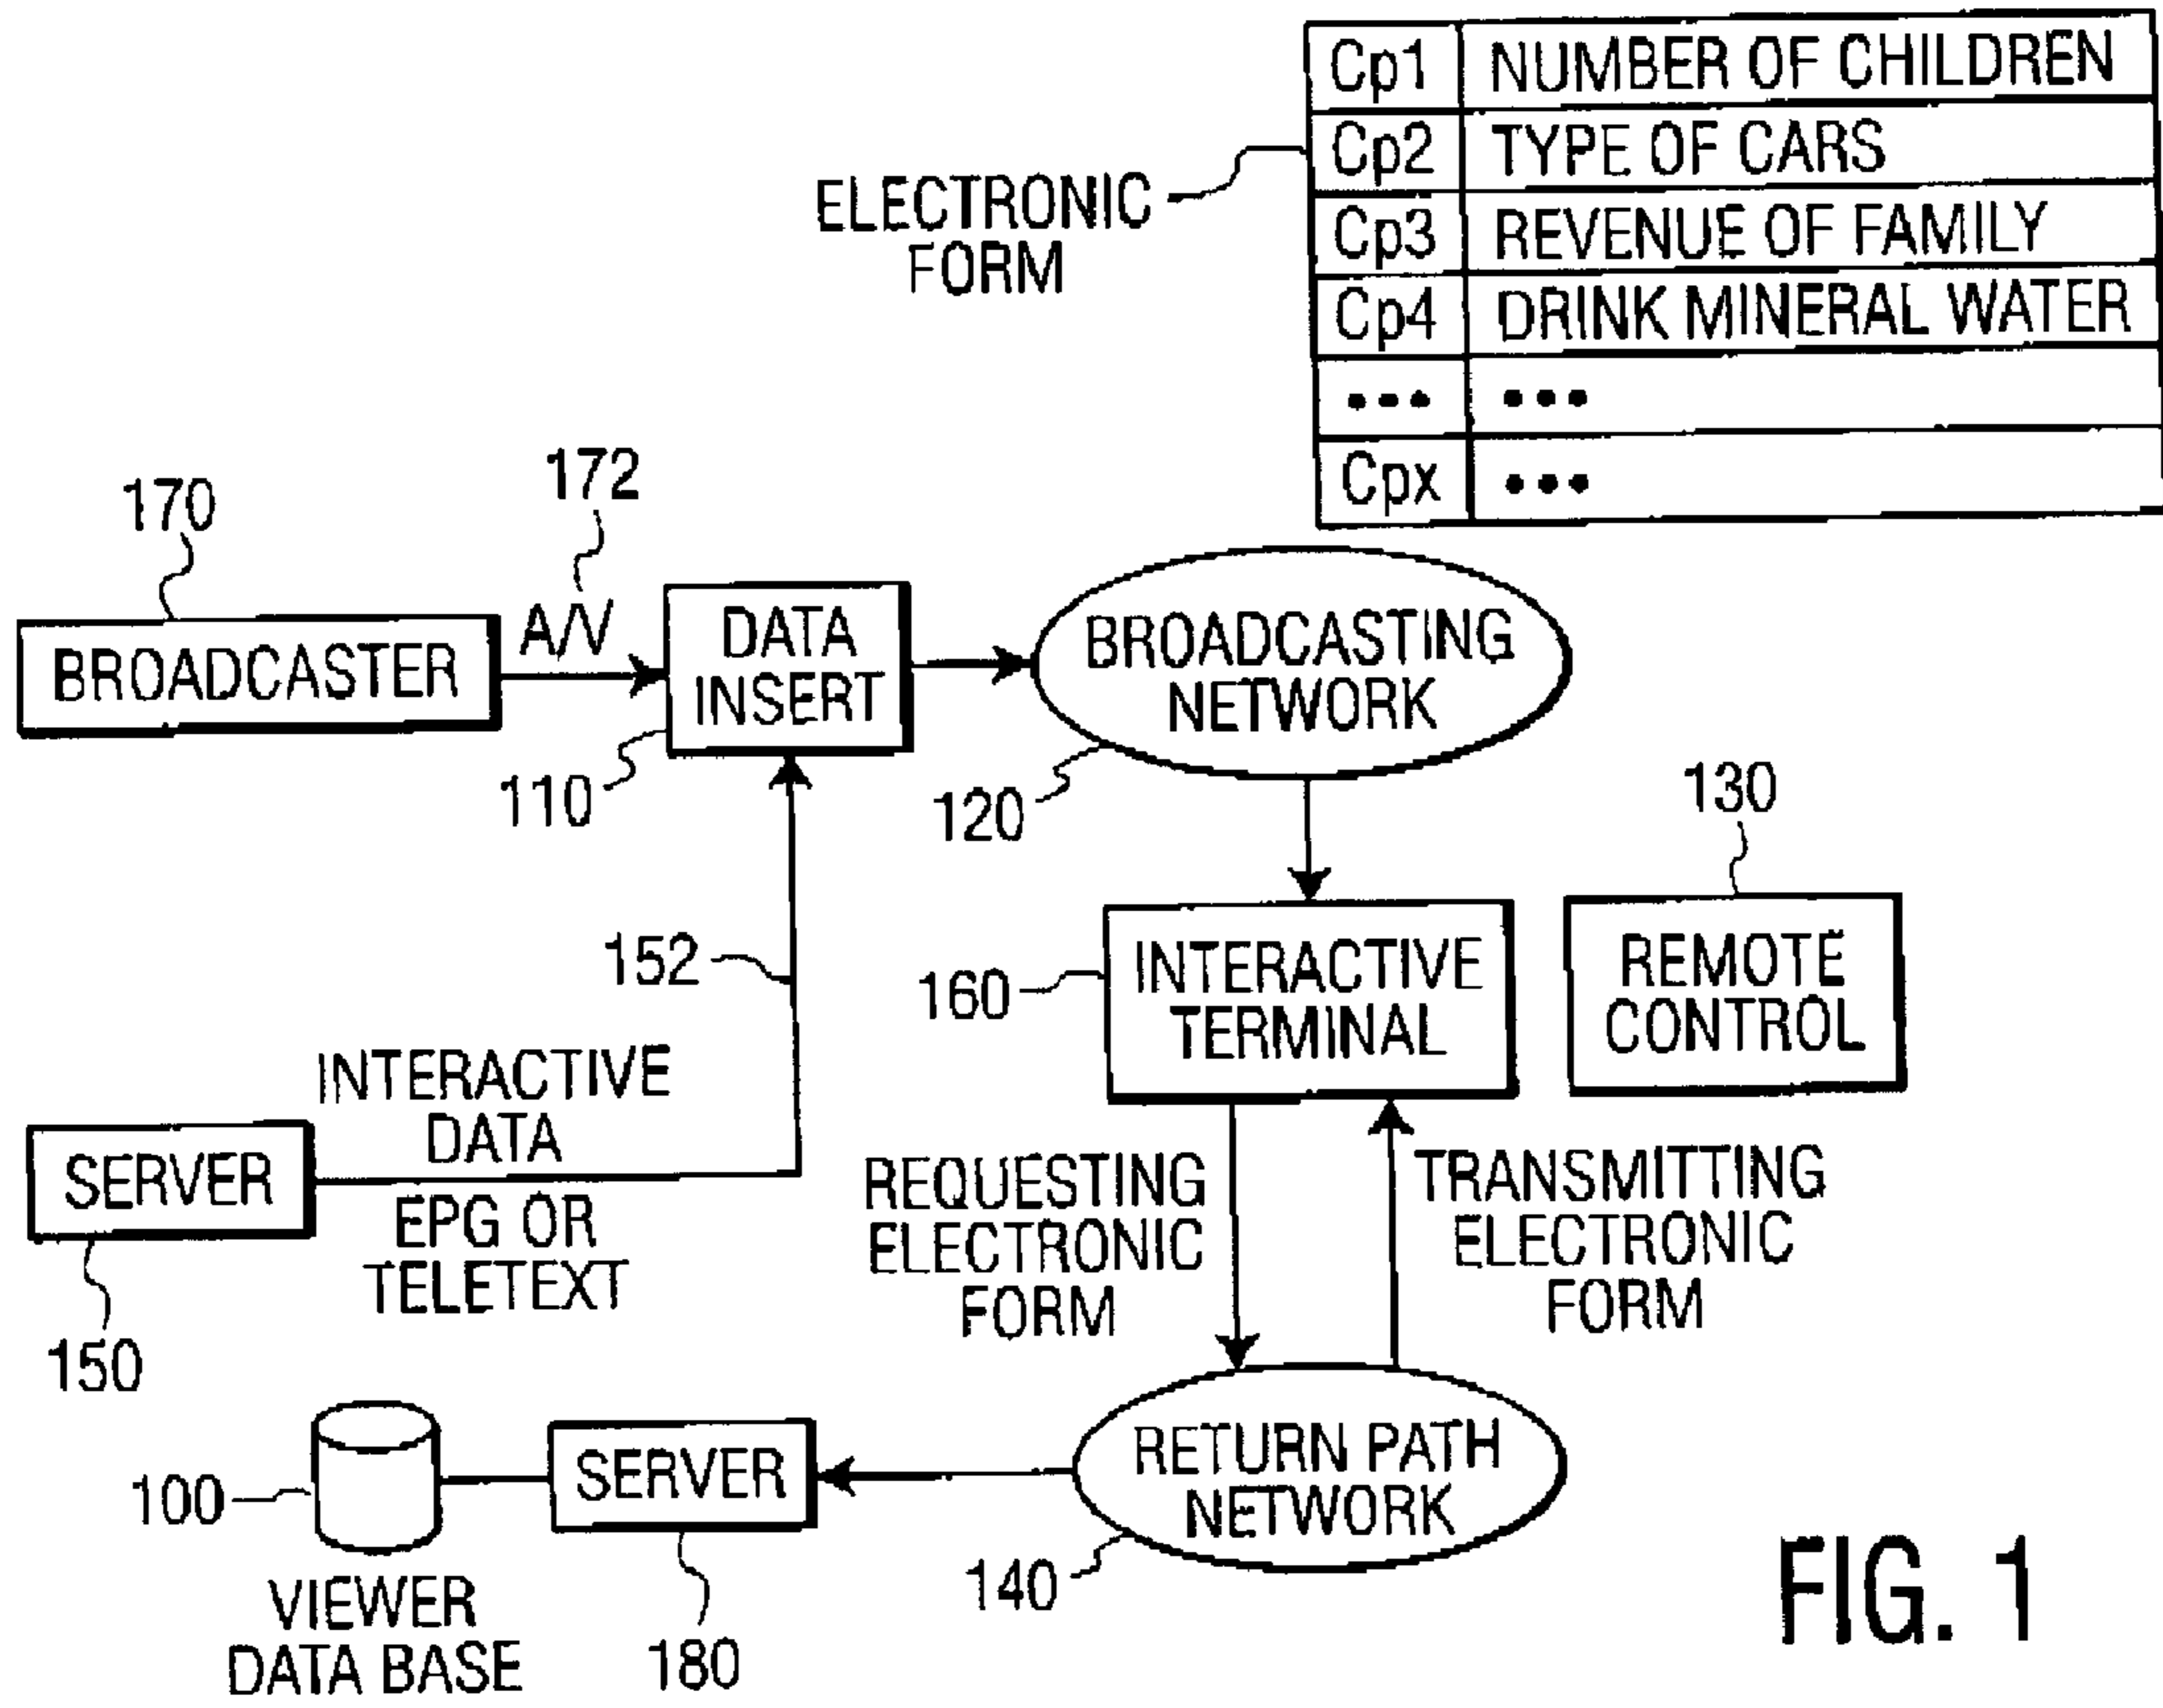 Cp1 NUMBER OF CHILDREN
Cp2 TYPE OF CARS
Cp3 REVENUE OF FAMILY
Cp4 DRINK MINERAL WATER
••• •••
Cpx •••
ELECTRONIC
FORM
170
172
BROADCASTER
A/V
DATA
INSERT
BROADCASTING
NETWORK
110
120
130
152
160
INTERACTIVE
TERMINAL
REMOTE
CONTROL
INTERACTIVE
DATA
SERVER
EPG OR
TELETEXT
150
REQUESTING
ELECTRONIC
FORM
TRANSMITTING
ELECTRONIC
FORM
100
SERVER
RETURN PATH
NETWORK
140
VIEWER
DATA BASE
180
FIG. 1